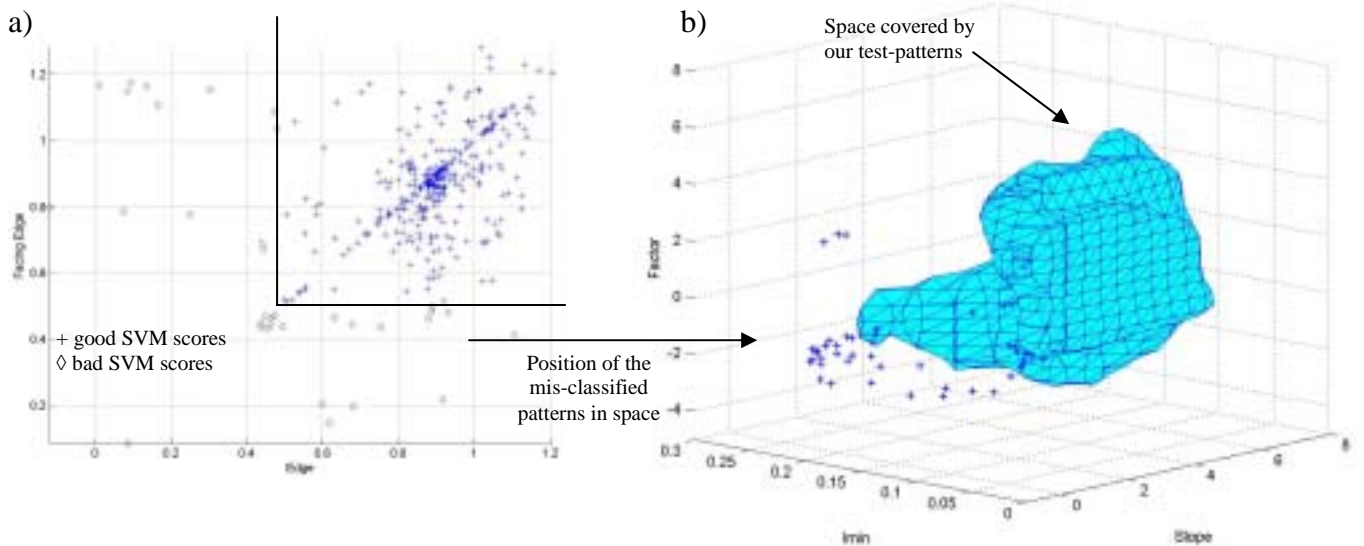 a)
1.2
1
0.8
0.6
0.4
0.2
Facing Edge
0
0.2
0.4
0.6
0.8
1
1.2
Edge
+ good SVM scores
◊ bad SVM scores
Position of the
mis-classified
patterns in space
b)
Space covered by
our test-patterns
8
6
4
2
0
-2
-4
Factor
0.3
0.25
0.2
0.15
0.1
0.05
0
Imin
0
2
4
6
8
Slope